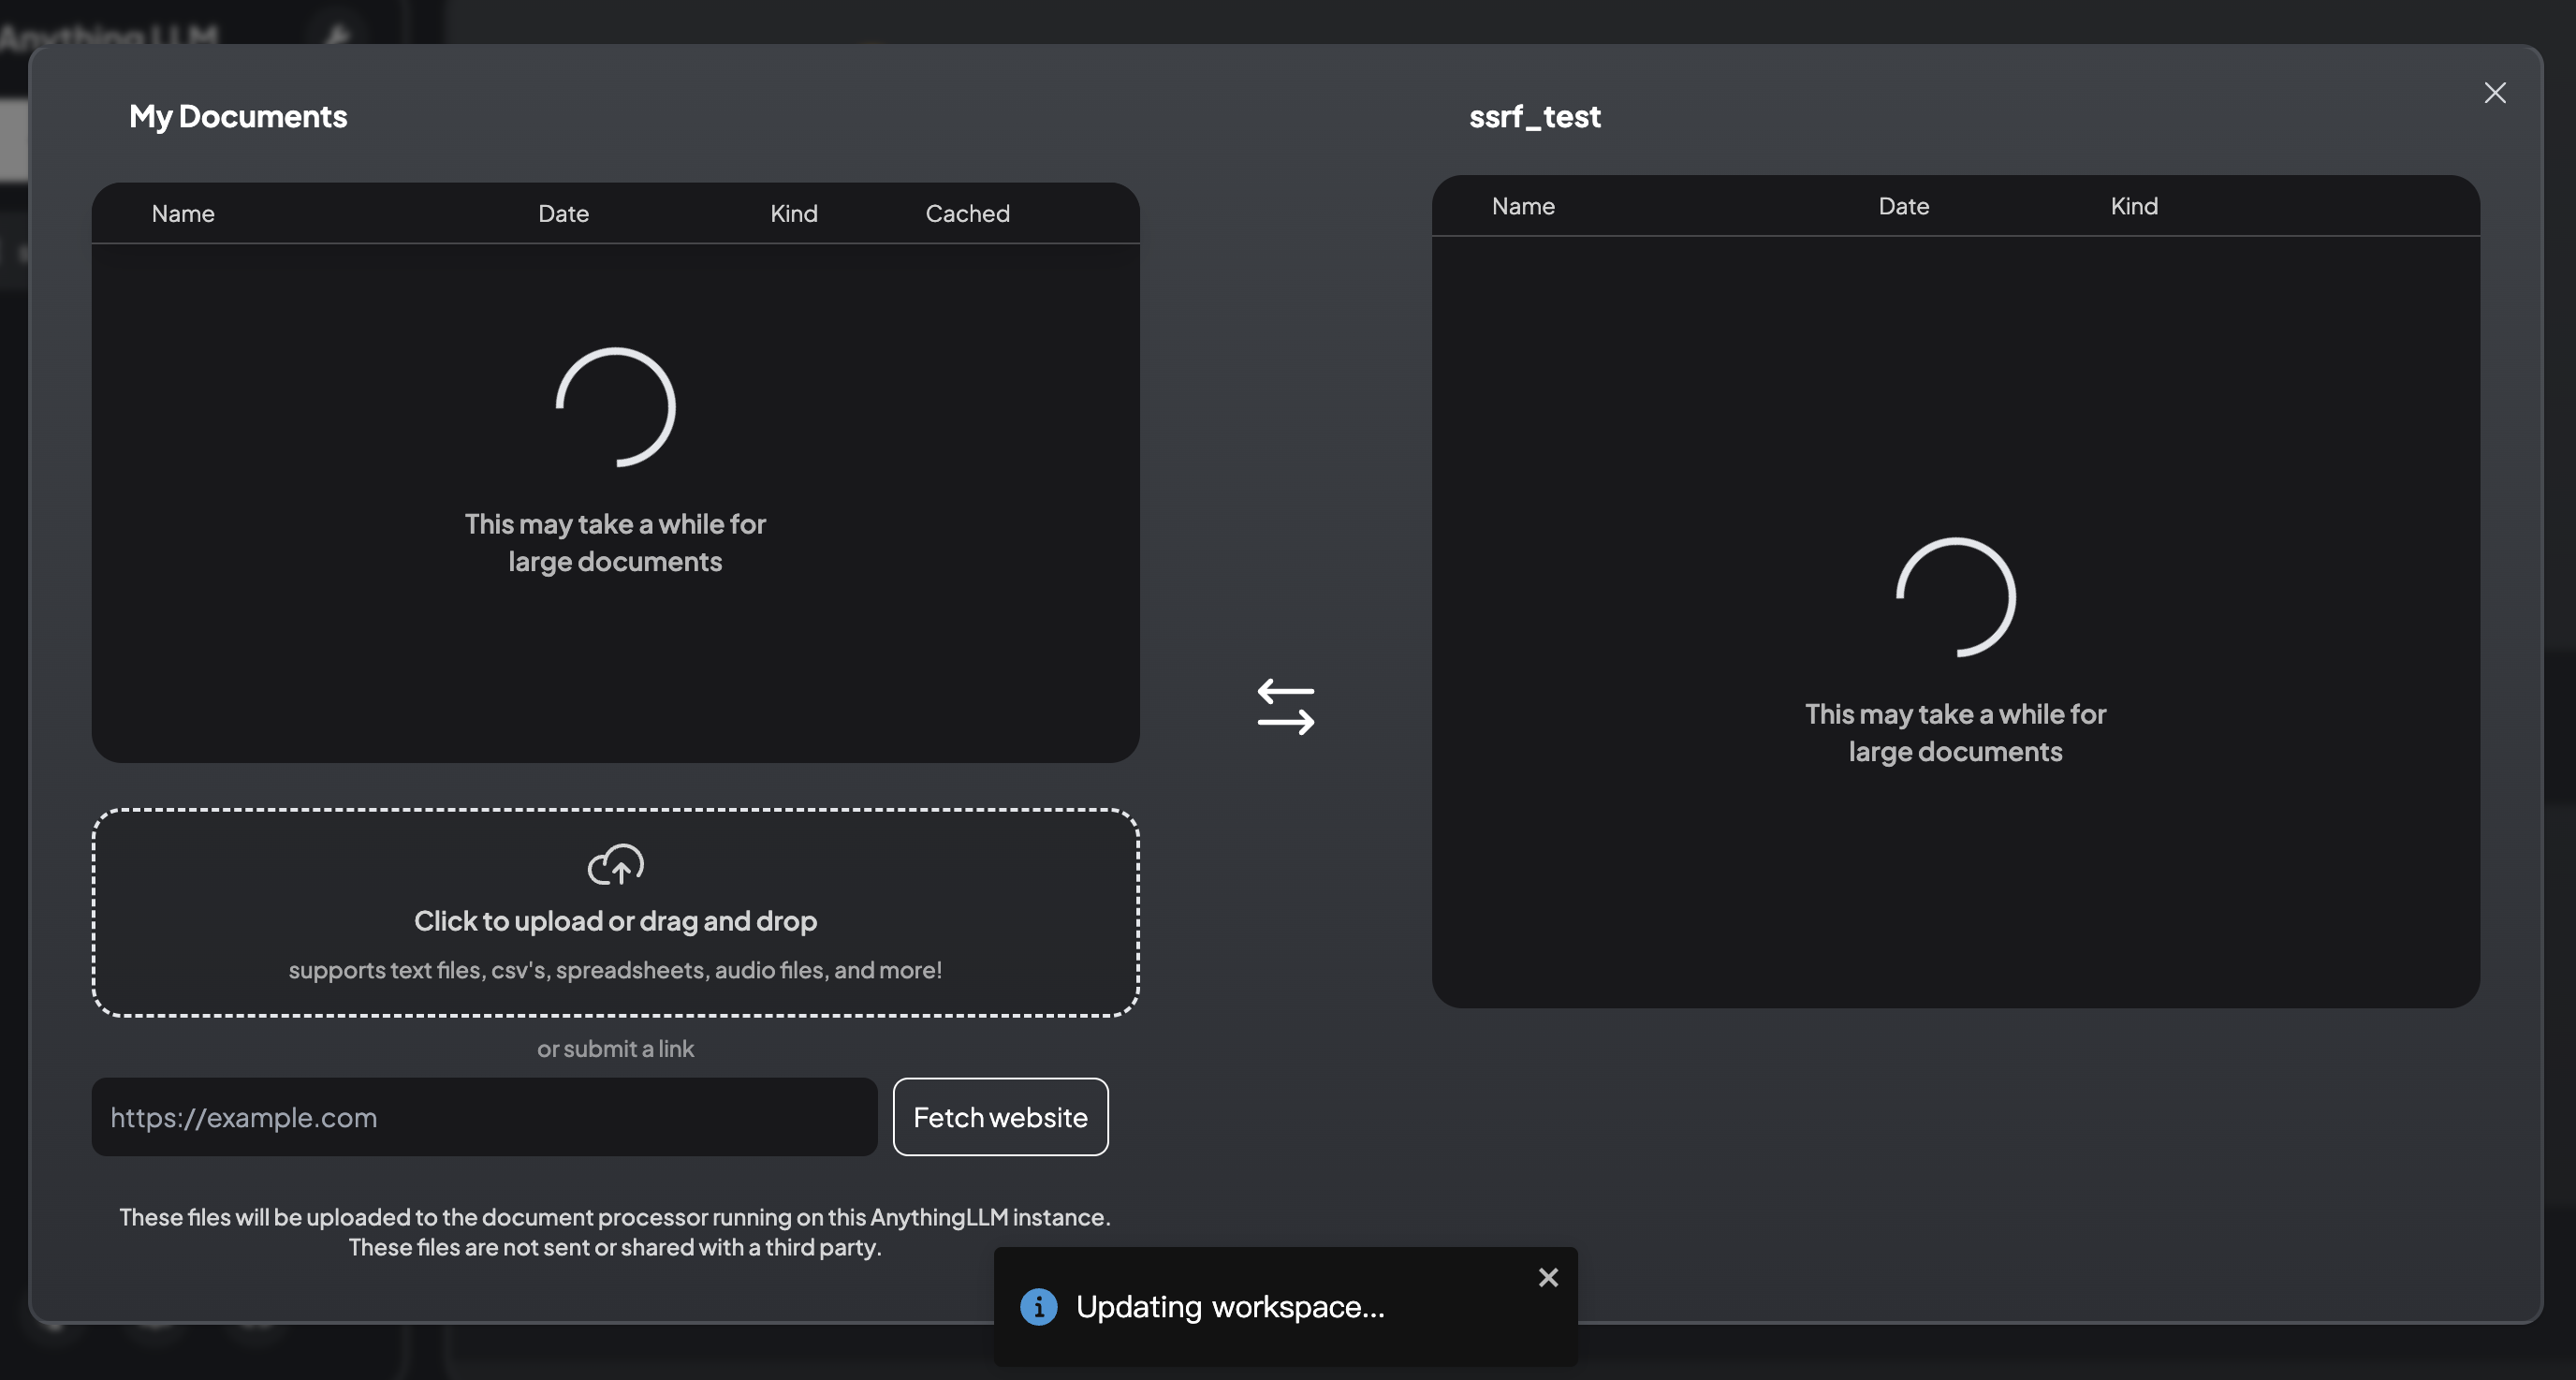 Anything LLM
My Documents
ssrf_test
Name Date Kind Cached
This may take a while for
large documents
Name Date Kind
This may take a while for
large documents
Click to upload or drag and drop
supports text files, csv's, spreadsheets, audio files, and more!
or submit a link
https://example.com
Fetch website
These files will be uploaded to the document processor running on this AnythingLLM instance.
These files are not sent or shared with a third party.
Updating workspace...